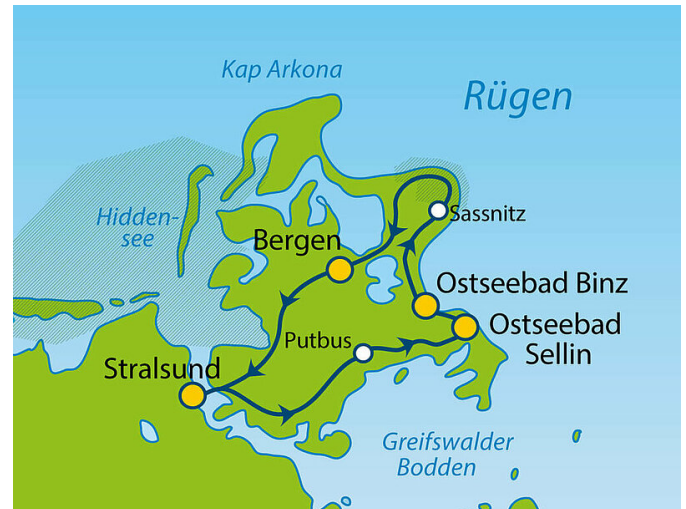 Kap Arkona
Rügen
Hidden-
see
Sassnitz
Bergen
Ostseebad Binz
Ostseebad
Sellin
Putbus
Stralsund
Greifswalder
Bodden